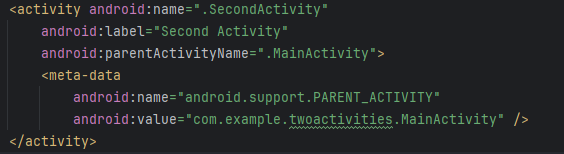 <activity android:name=".SecondActivity"
android:label="Second Activity"
android:parentActivityName=".MainActivity">
<meta-data
android:name="android.support.PARENT_ACTIVITY"
android:value="com.example.twoactivities.MainActivity" />
</activity>